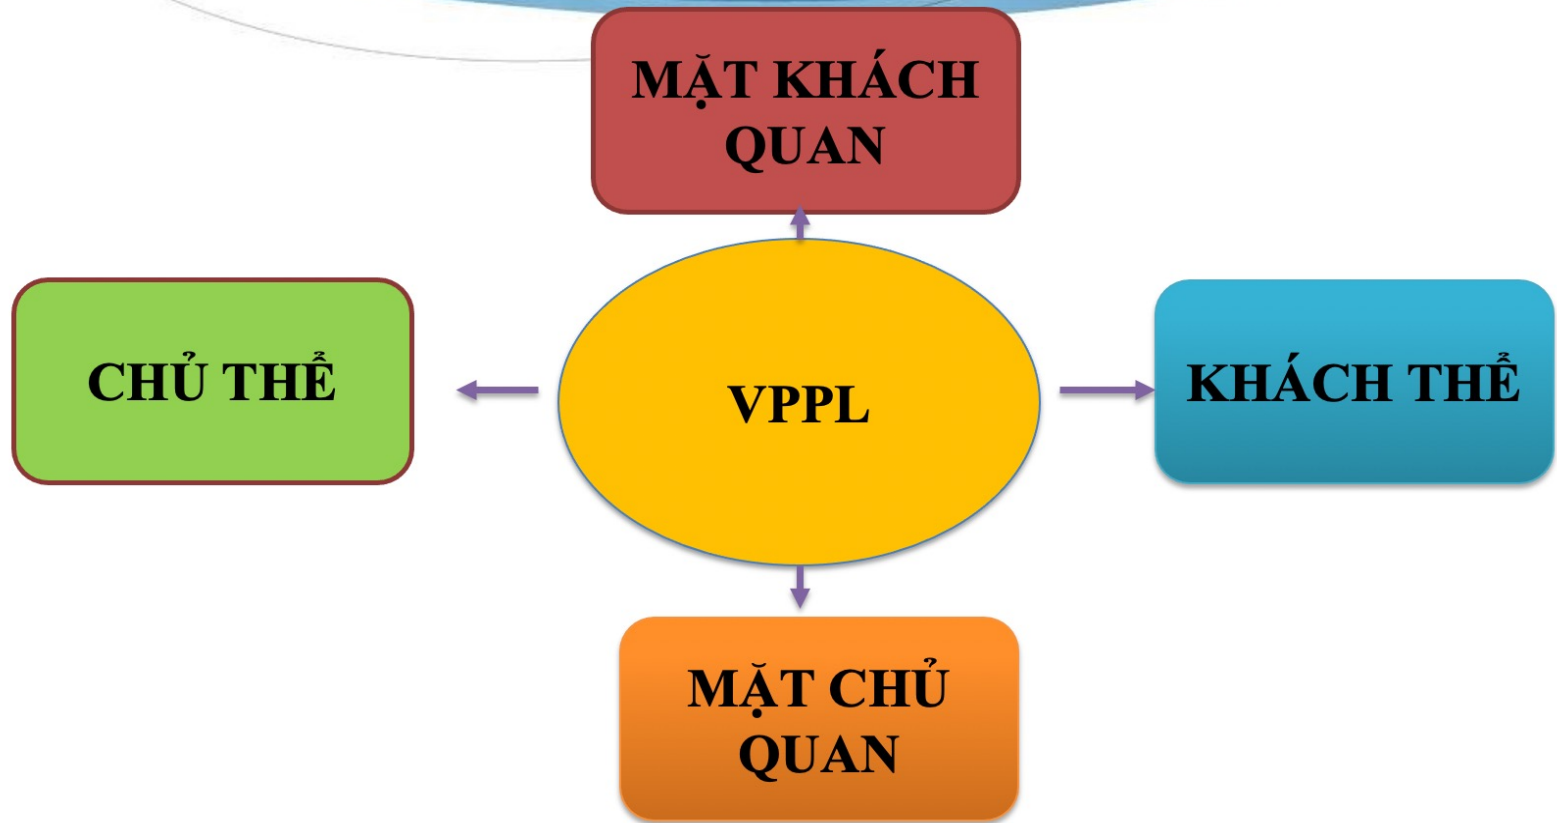 MẶT KHÁCH
QUAN
CHỦ THỂ
VPPL
KHÁCH THỂ
MẶT CHỦ
QUAN